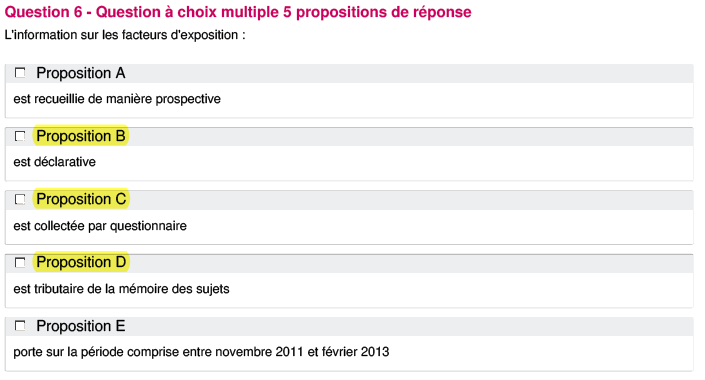 Question 6 - Question à choix multiple 5 propositions de réponse
L'information sur les facteurs d'exposition :
Proposition A
est recueillie de manière prospective
Proposition B
est déclarative
Proposition C
est collectée par questionnaire
Proposition D
est tributaire de la mémoire des sujets
Proposition E
porte sur la période comprise entre novembre 2011 et février 2013